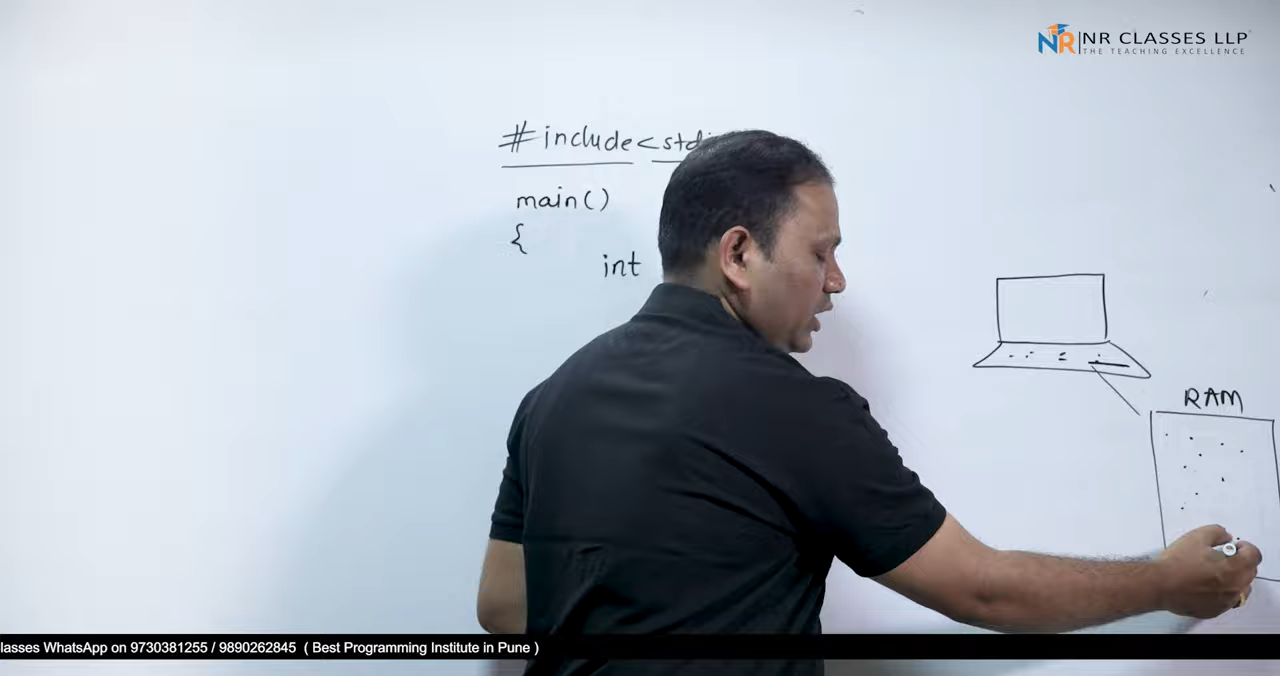 NR CLASSES LLP
THE TEACHING EXCELLENCE
#include<stdi
main()
{
int
RAM
lasses WhatsApp on 9730381255 / 9890262845 ( Best Programming Institute in Pune )